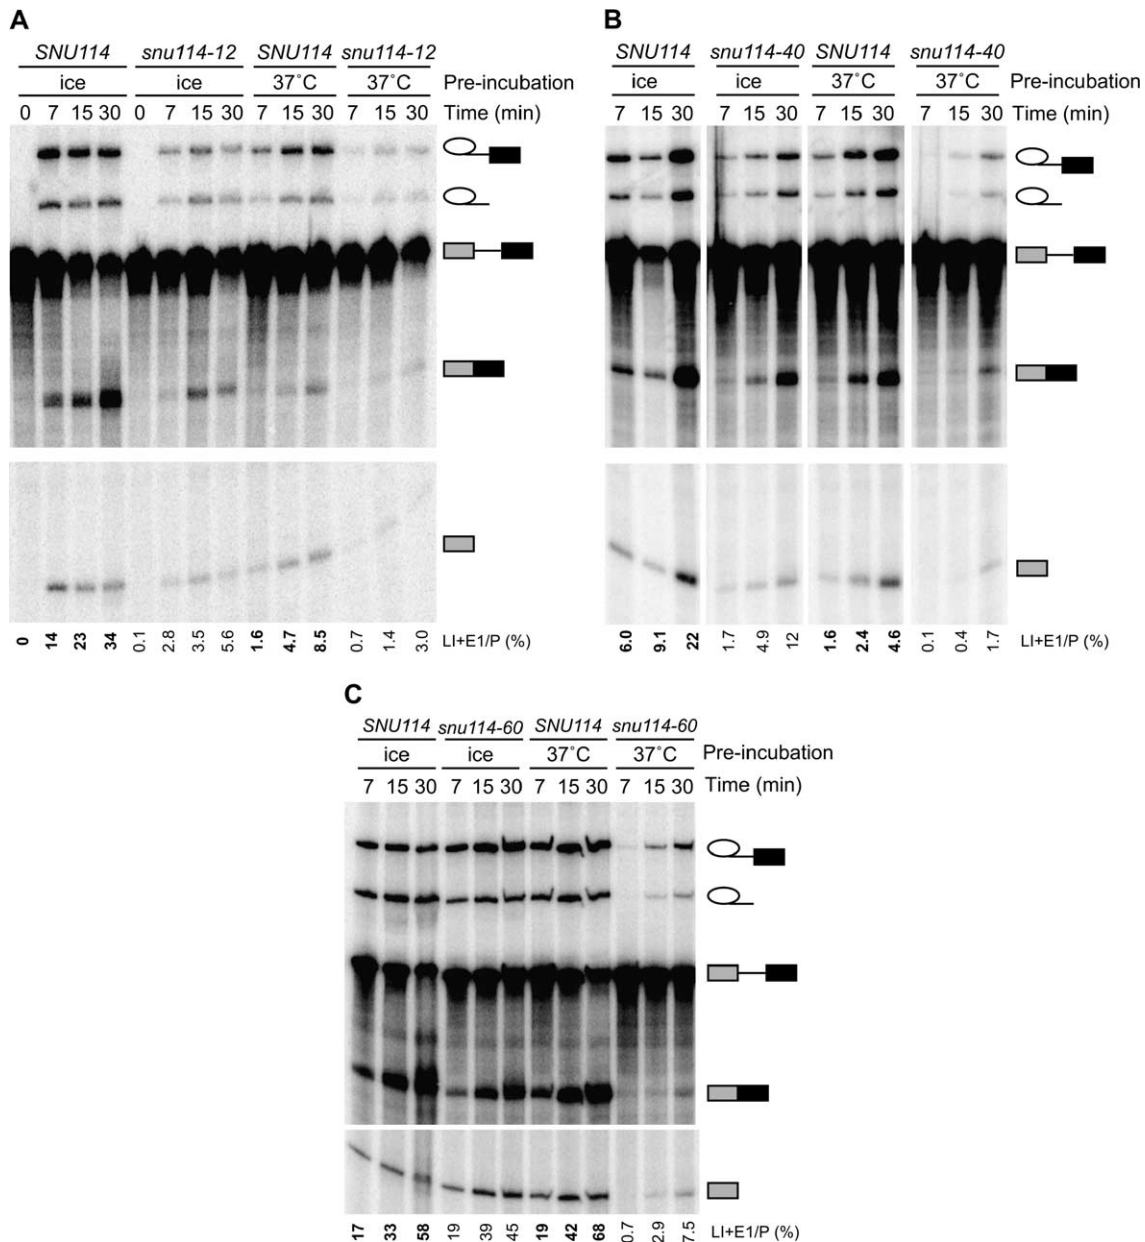 A
SNU114 snu114-12 SNU114 snu114-12
ice ice 37˚C 37˚C Pre-incubation
0 7 15 30 0 7 15 30 7 15 30 7 15 30 Time (min)
0 14 23 34 0.1 2.8 3.5 5.6 1.6 4.7 8.5 0.7 1.4 3.0 LI+E1/P (%)
B
SNU114 snu114-40 SNU114 snu114-40
ice ice 37˚C 37˚C Pre-incubation
7 15 30 7 15 30 7 15 30 7 15 30 Time (min)
6.0 9.1 22 1.7 4.9 12 1.6 2.4 4.6 0.1 0.4 1.7 LI+E1/P (%)
C
SNU114 snu114-60 SNU114 snu114-60
ice ice 37˚C 37˚C Pre-incubation
7 15 30 7 15 30 7 15 30 7 15 30 Time (min)
17 33 58 19 39 45 19 42 68 0.7 2.9 7.5 LI+E1/P (%)